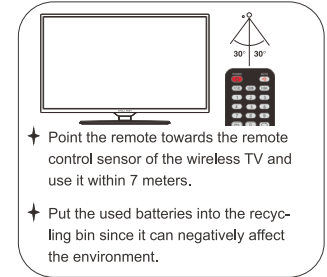 30° 30°
Point the remote towards the remote
control sensor of the wireless TV and
use it within 7 meters.
Put the used batteries into the recyc-
ling bin since it can negatively affect
the environment.